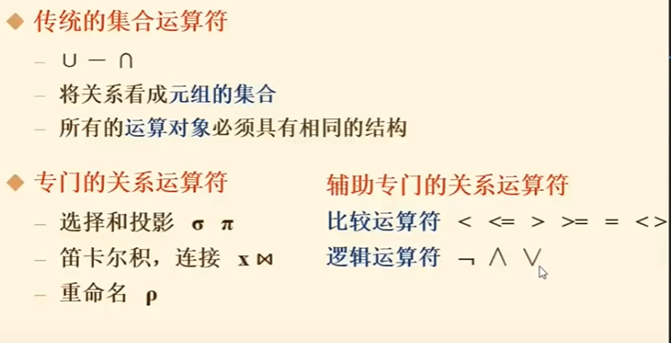 传统的集合运算符
– ∪ － ∩
– 将关系看成元组的集合
– 所有的运算对象必须具有相同的结构
专门的关系运算符
– 选择和投影 σ π
– 笛卡尔积，连接 x ⋈
– 重命名 ρ
辅助专门的关系运算符
比较运算符 < <= > >= = <>
逻辑运算符 ¬ ∧ ∨